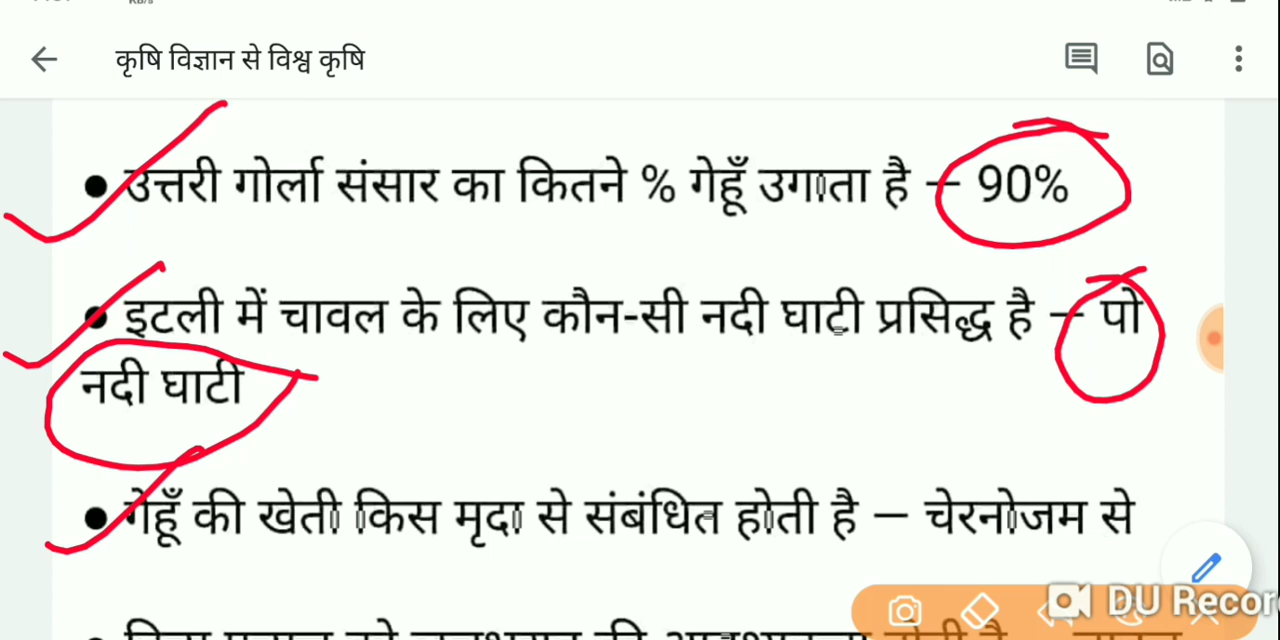 कृषि विज्ञान से विश्व कृषि
● उत्तरी गोर्ला संसार का कितने % गेहूँ उगाता है – 90%
● इटली में चावल के लिए कौन-सी नदी घाटी प्रसिद्ध है – पो
नदी घाटी
● गेहूँ की खेती किस मृदा से संबंधित होती है – चेरनोजम से
DU Recor